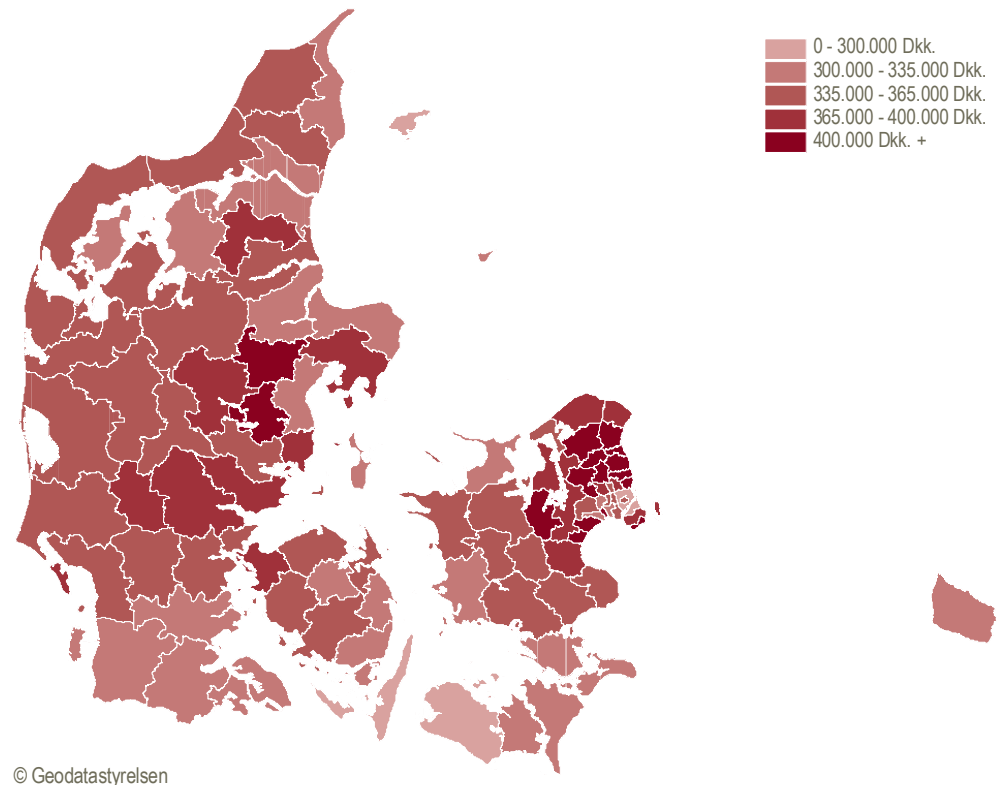 0 - 300.000 Dkk.
300.000 - 335.000 Dkk.
335.000 - 365.000 Dkk.
365.000 - 400.000 Dkk.
400.000 Dkk. +
© Geodatastyrelsen